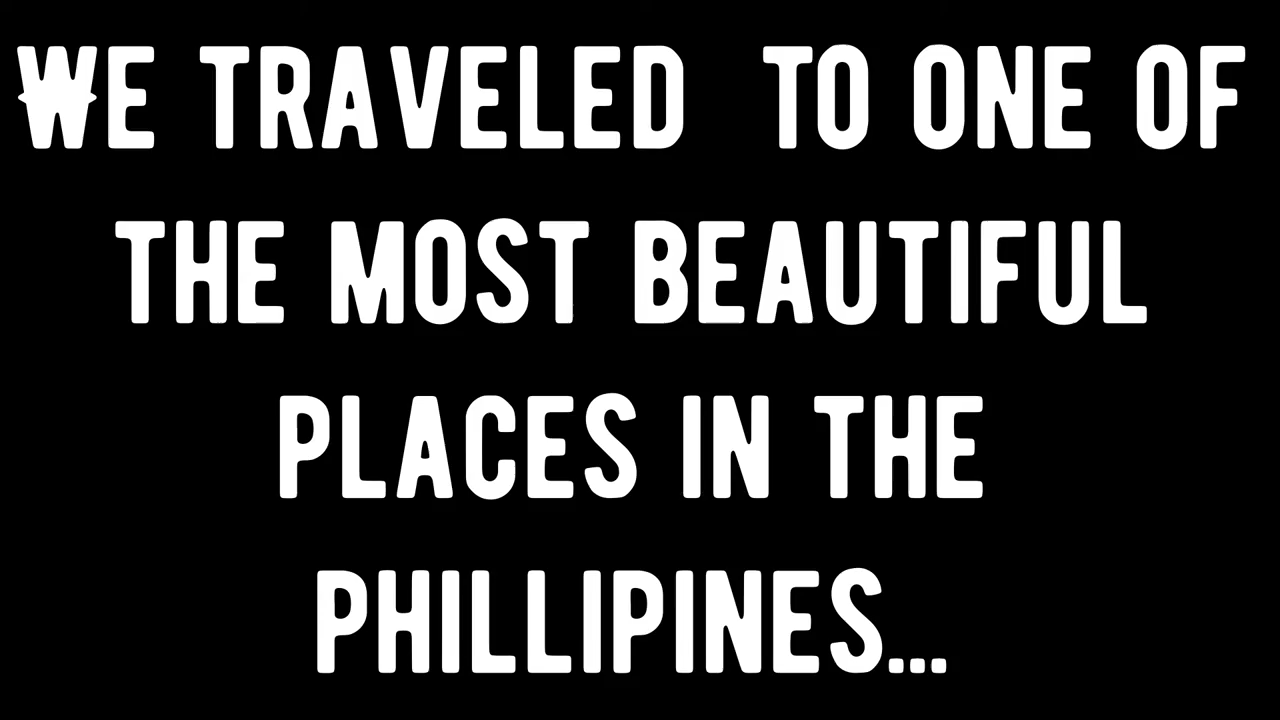 WE TRAVELED  TO ONE OF
THE MOST BEAUTIFUL
PLACES IN THE
PHILLIPINES...